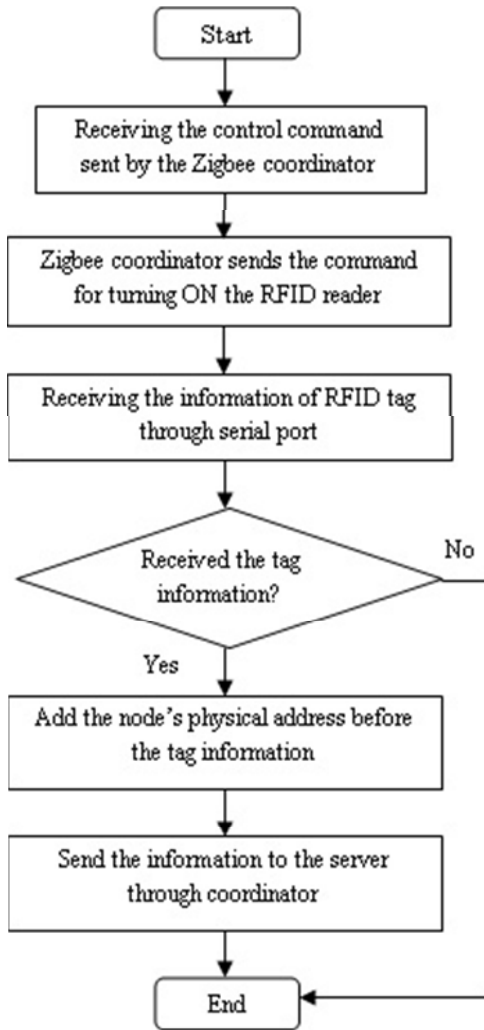 Start
Receiving the control command
sent by the Zigbee coordinator
Zigbee coordinator sends the command
for turning ON the RFID reader
Receiving the information of RFID tag
through serial port
Received the tag
information?
No
Yes
Add the node's physical address before
the tag information
Send the information to the server
through coordinator
End